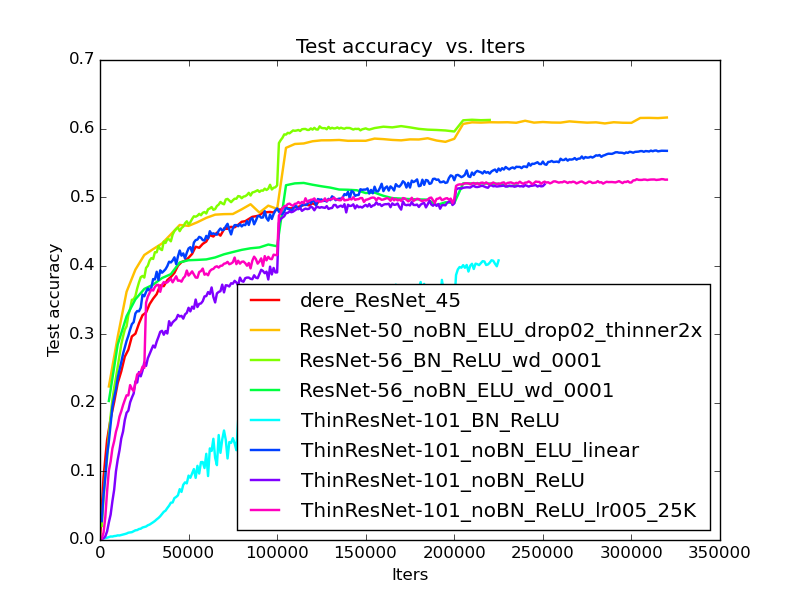 Test accuracy  vs. Iters
0.7
0.6
0.5
0.4
0.3
0.2
0.1
0.0
Test accuracy
dere_ResNet_45
ResNet-50_noBN_ELU_drop02_thinner2x
ResNet-56_BN_ReLU_wd_0001
ResNet-56_noBN_ELU_wd_0001
ThinResNet-101_BN_ReLU
ThinResNet-101_noBN_ELU_linear
ThinResNet-101_noBN_ReLU
ThinResNet-101_noBN_ReLU_lr005_25K
0 50000 100000 150000 200000 250000 300000 350000
Iters